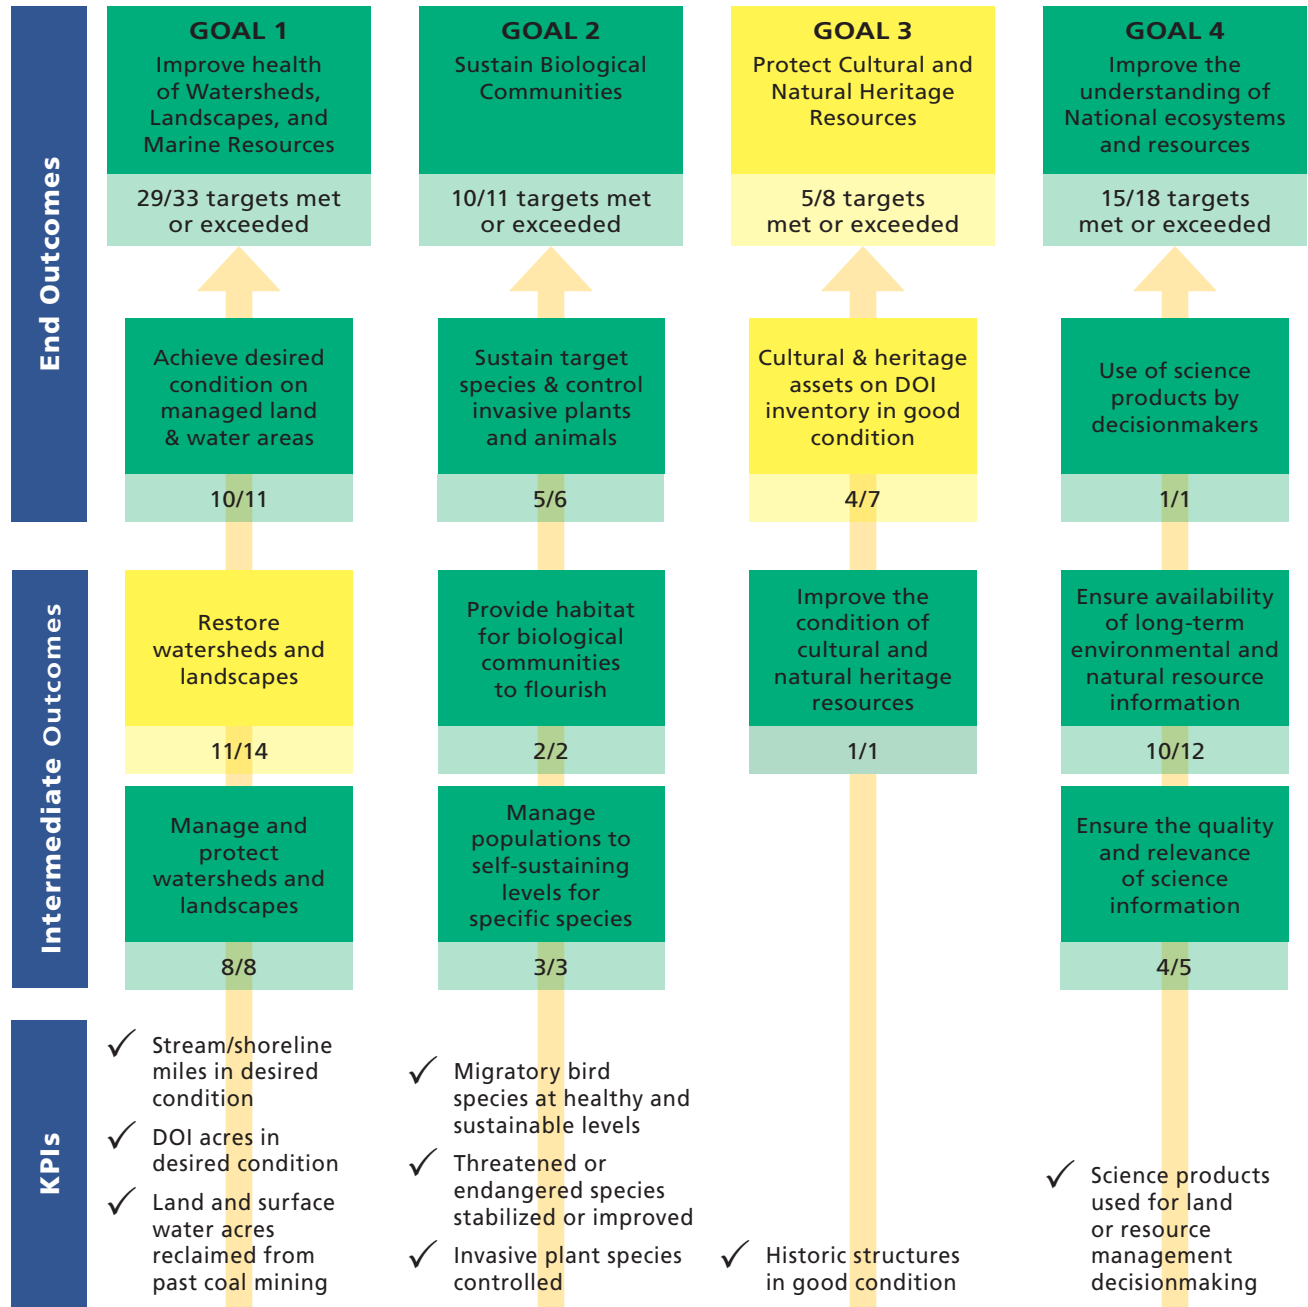 End Outcomes
GOAL 1
Improve health
of Watersheds,
Landscapes, and
Marine Resources
29/33 targets met
or exceeded
GOAL 2
Sustain Biological
Communities
10/11 targets met
or exceeded
GOAL 3
Protect Cultural and
Natural Heritage
Resources
5/8 targets
met or exceeded
GOAL 4
Improve the
understanding of
National ecosystems
and resources
15/18 targets
met or exceeded
Achieve desired
condition on
managed land
& water areas
10/11
Sustain target
species & control
invasive plants
and animals
5/6
Cultural & heritage
assets on DOI
inventory in good
condition
4/7
Use of science
products by
decisionmakers
1/1
Intermediate Outcomes
Restore
watersheds and
landscapes
11/14
Provide habitat
for biological
communities
to flourish
2/2
Improve the
condition of
cultural and
natural heritage
resources
1/1
Ensure availability
of long-term
environmental and
natural resource
information
10/12
Manage and
protect
watersheds and
landscapes
8/8
Manage
populations to
self-sustaining
levels for
specific species
3/3
Ensure the quality
and relevance
of science
information
4/5
KPIs
✓ Stream/shoreline
miles in desired
condition
✓ DOI acres in
desired condition
✓ Land and surface
water acres
reclaimed from
past coal mining
✓ Migratory bird
species at healthy and
sustainable levels
✓ Threatened or
endangered species
stabilized or improved
✓ Invasive plant species
controlled
✓ Historic structures
in good condition
✓ Science products
used for land
or resource
management
decisionmaking